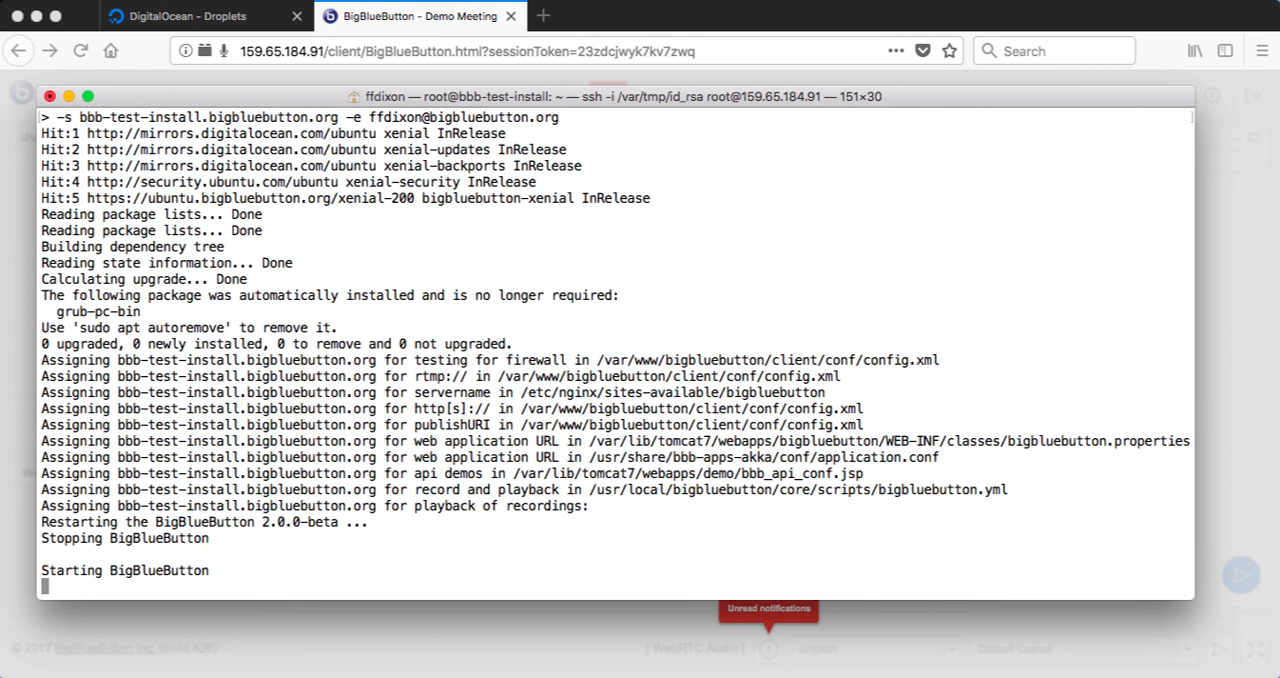 DigitalOcean - Droplets
BigBlueButton - Demo Meeting
159.65.184.91/client/BigBlueButton.html?sessionToken=23zdcjwyk7kv7zwq
Search
ffdixon — root@bbb-test-install: ~ — ssh -i /var/tmp/id_rsa root@159.65.184.91 — 151×30
> -s bbb-test-install.bigbluebutton.org -e ffdixon@bigbluebutton.org
Hit:1 http://mirrors.digitalocean.com/ubuntu xenial InRelease
Hit:2 http://mirrors.digitalocean.com/ubuntu xenial-updates InRelease
Hit:3 http://mirrors.digitalocean.com/ubuntu xenial-backports InRelease
Hit:4 http://security.ubuntu.com/ubuntu xenial-security InRelease
Hit:5 https://ubuntu.bigbluebutton.org/xenial-200 bigbluebutton-xenial InRelease
Reading package lists... Done
Reading package lists... Done
Building dependency tree
Reading state information... Done
Calculating upgrade... Done
The following package was automatically installed and is no longer required:
grub-pc-bin
Use 'sudo apt autoremove' to remove it.
0 upgraded, 0 newly installed, 0 to remove and 0 not upgraded.
Assigning bbb-test-install.bigbluebutton.org for testing for firewall in /var/www/bigbluebutton/client/conf/config.xml
Assigning bbb-test-install.bigbluebutton.org for rtmp:// in /var/www/bigbluebutton/client/conf/config.xml
Assigning bbb-test-install.bigbluebutton.org for servername in /etc/nginx/sites-available/bigbluebutton
Assigning bbb-test-install.bigbluebutton.org for http[s]:// in /var/www/bigbluebutton/client/conf/config.xml
Assigning bbb-test-install.bigbluebutton.org for publishURI in /var/www/bigbluebutton/client/conf/config.xml
Assigning bbb-test-install.bigbluebutton.org for web application URL in /var/lib/tomcat7/webapps/bigbluebutton/WEB-INF/classes/bigbluebutton.properties
Assigning bbb-test-install.bigbluebutton.org for web application URL in /usr/share/bbb-apps-akka/conf/application.conf
Assigning bbb-test-install.bigbluebutton.org for api demos in /var/lib/tomcat7/webapps/demo/bbb_api_conf.jsp
Assigning bbb-test-install.bigbluebutton.org for record and playback in /usr/local/bigbluebutton/core/scripts/bigbluebutton.yml
Assigning bbb-test-install.bigbluebutton.org for playback of recordings:
Restarting the BigBlueButton 2.0.0-beta ...
Stopping BigBlueButton
Starting BigBlueButton
Unread notifications
© 2017 BigBlueButton Inc. (build 826)
[ WebRTC Audio ]
English
Default Layout